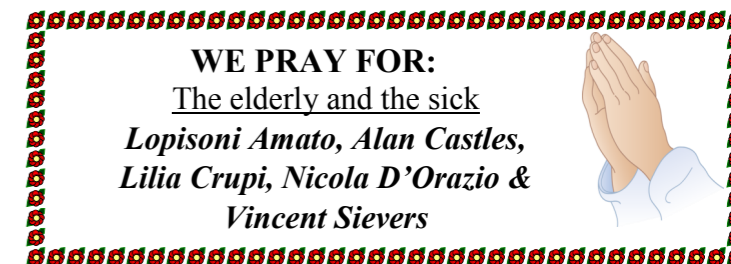 WE PRAY FOR:
The elderly and the sick
Lopisoni Amato, Alan Castles,
Lilia Crupi, Nicola D’Orazio &
Vincent Sievers